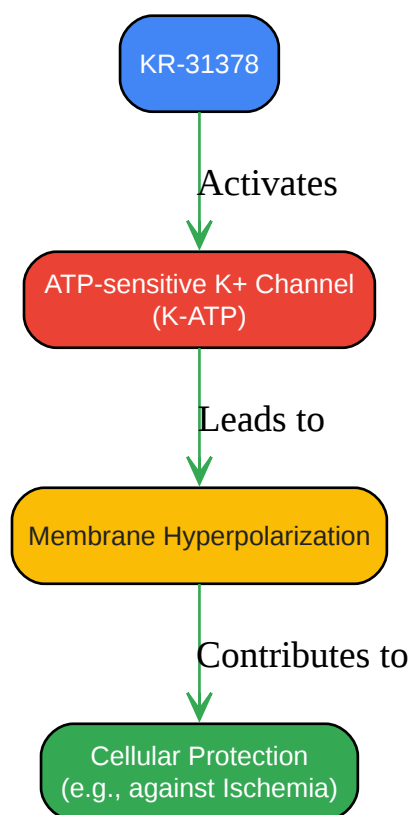 KR-31378
Activates
ATP-sensitive K+ Channel
(K-ATP)
Leads to
Membrane Hyperpolarization
Contributes to
Cellular Protection
(e.g., against Ischemia)